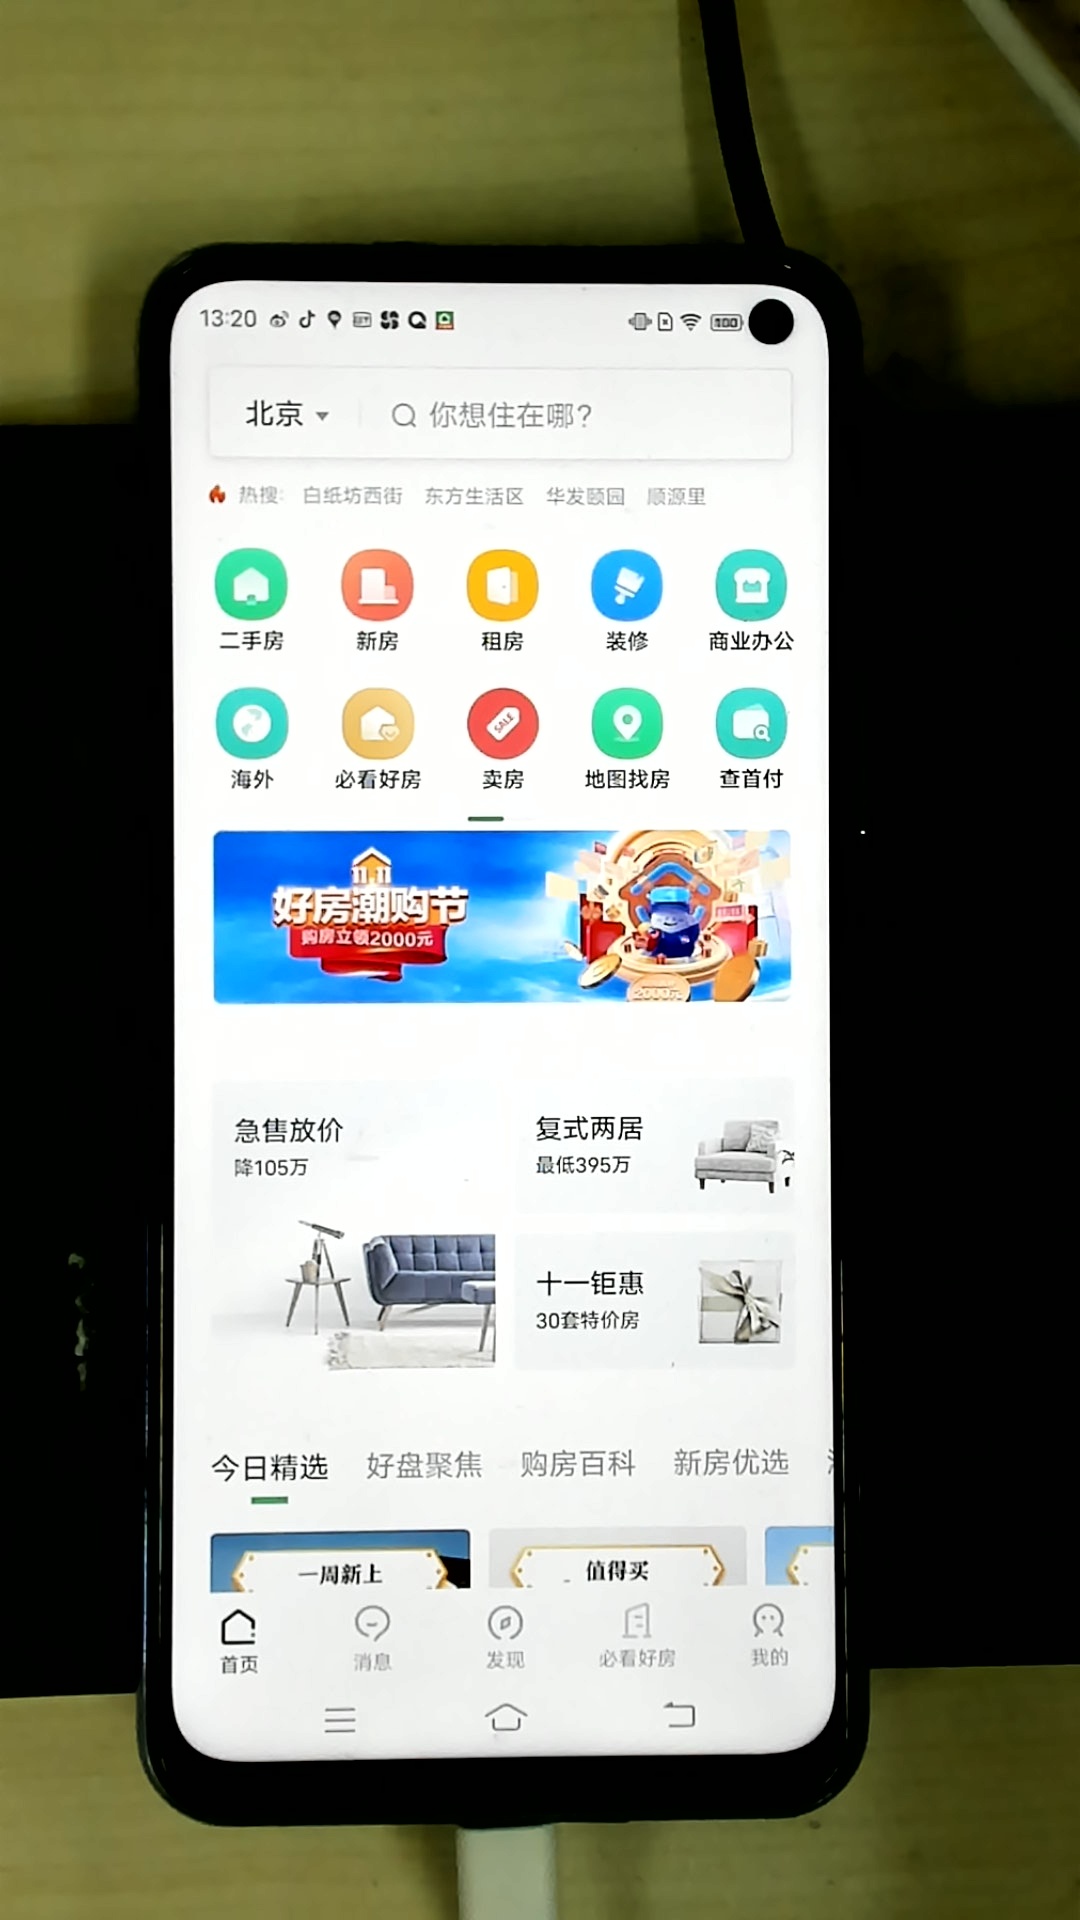 13:20
100
北京
你想住在哪?
热搜: 白纸坊西街 东方生活区 华发颐园 顺源里
二手房 新房 租房 装修 商业办公
SALE
海外 必看好房 卖房 地图找房 查首付
好房潮购节
购房立领2000元
2000元
急售放价
降105万
复式两居
最低395万
十一钜惠
30套特价房
今日精选 好盘聚焦 购房百科 新房优选
一周新上 值得买
首页 消息 发现 必看好房 我的